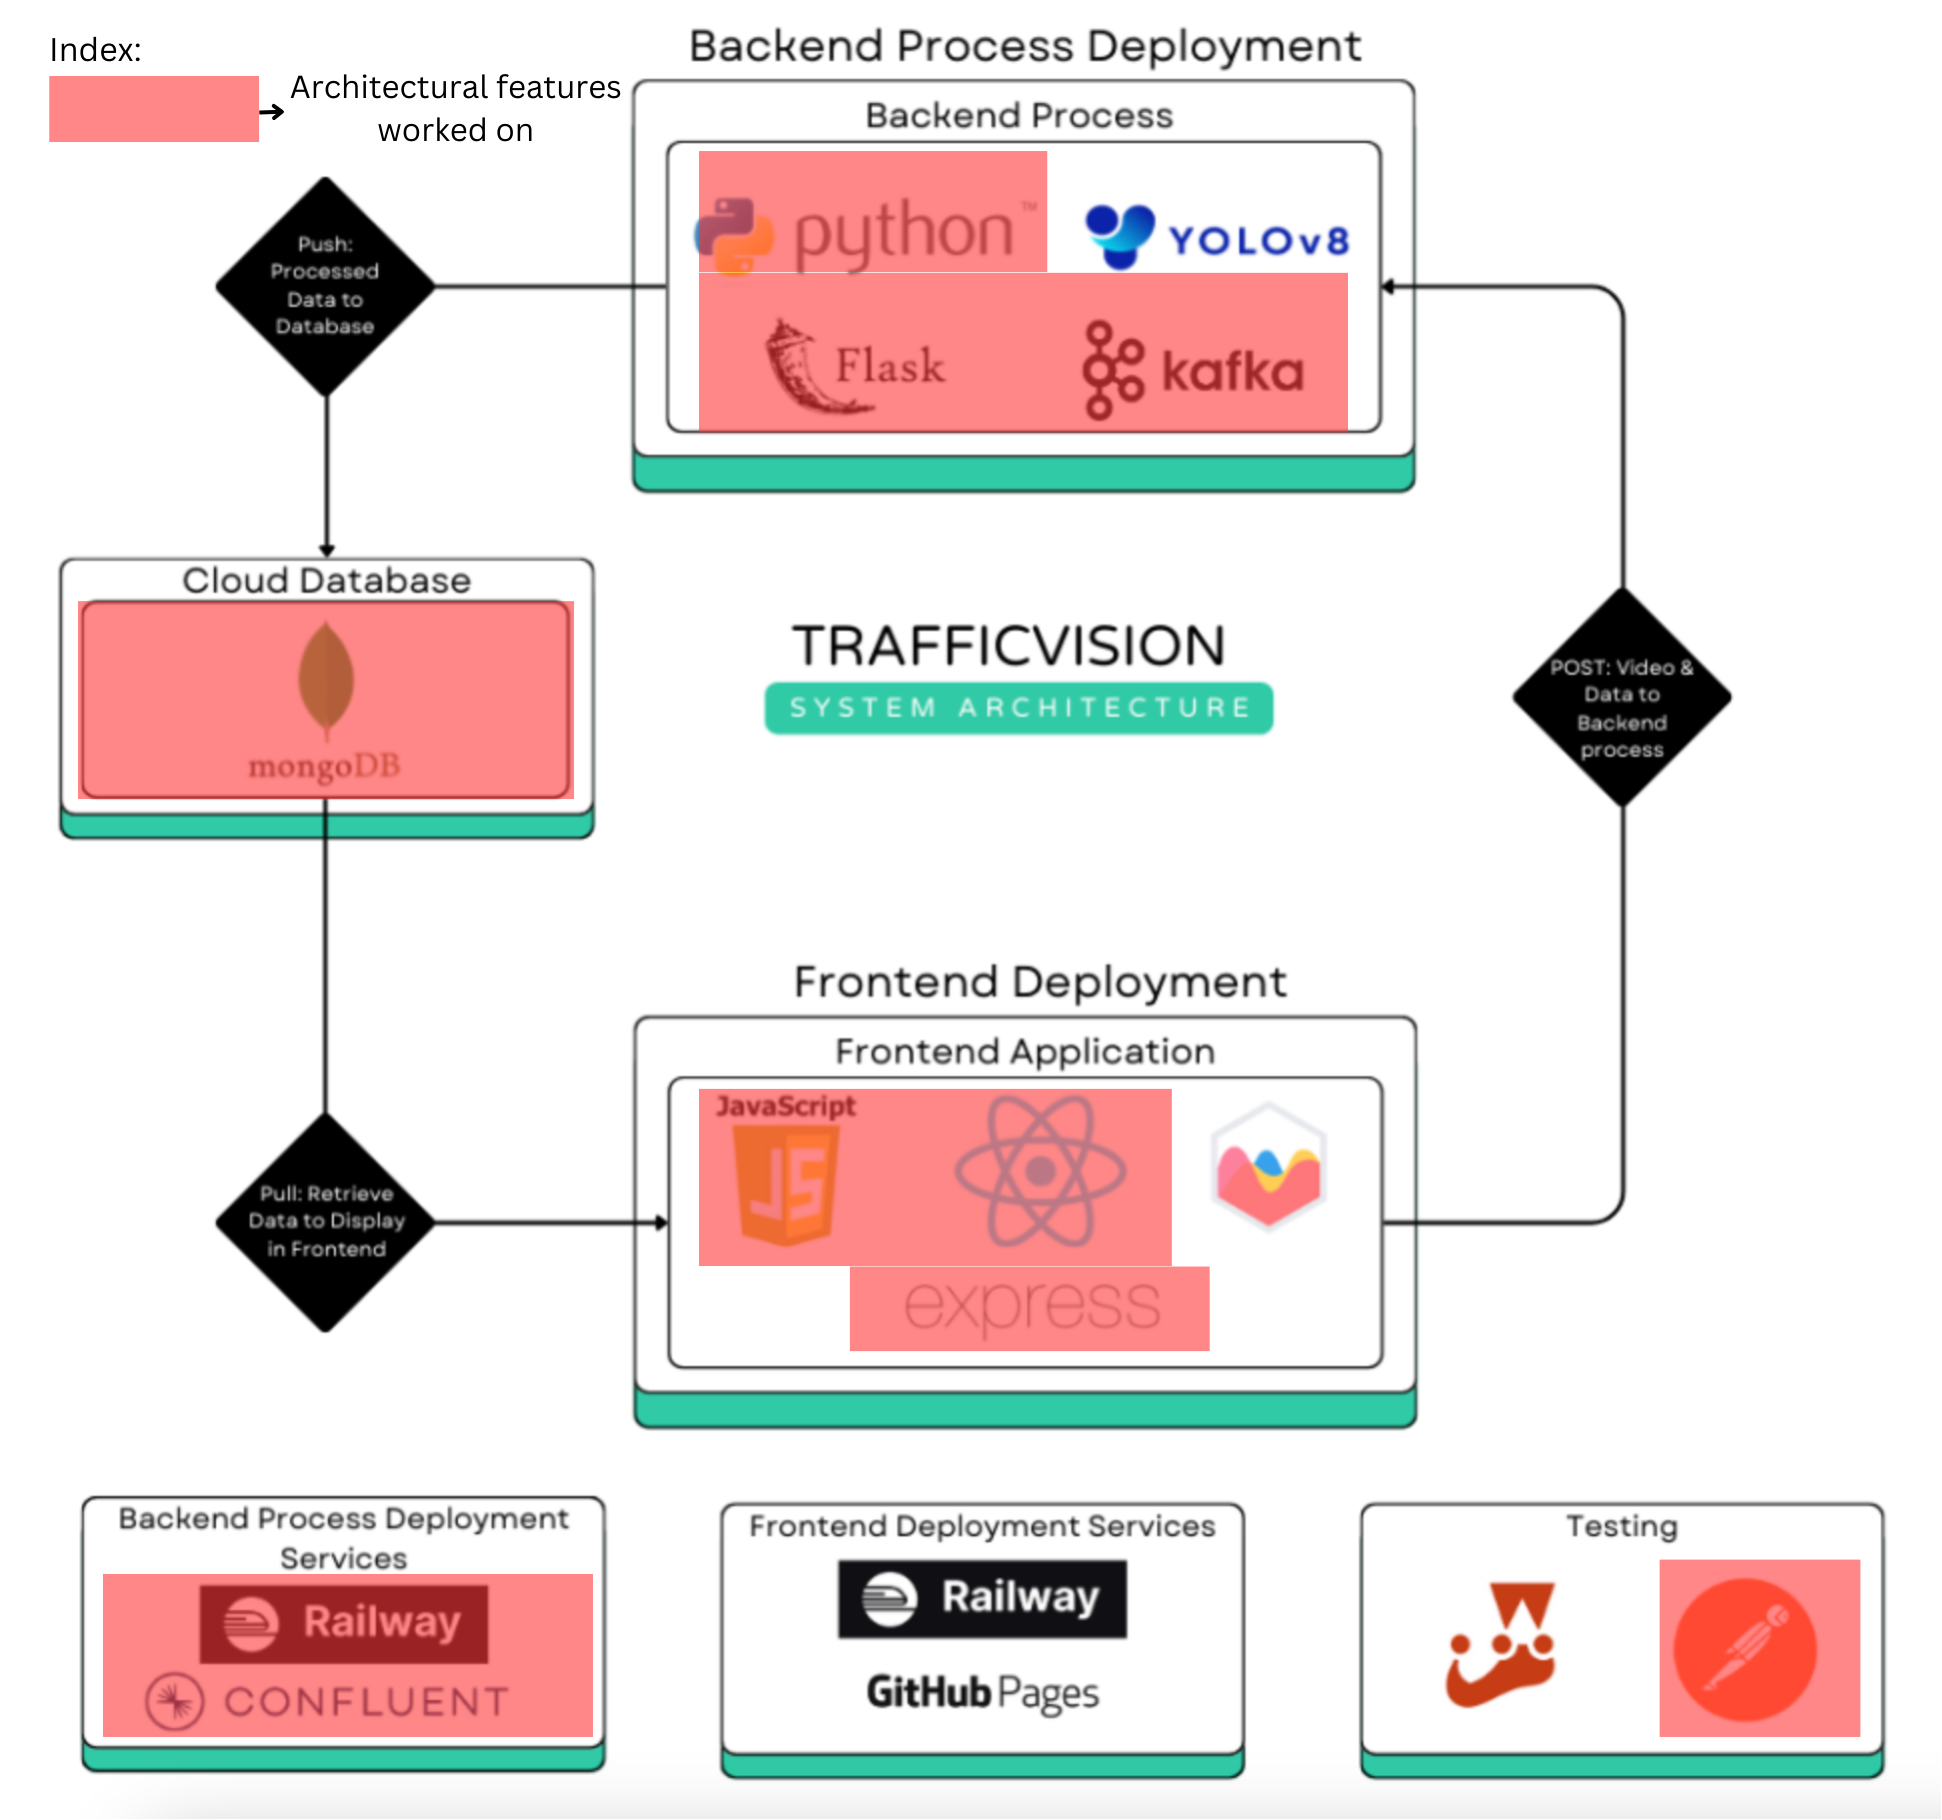 Index:
Architectural features
worked on
Backend Process Deployment
Backend Process
python
TM
YOLOv8
Flask
kafka
Push:
Processed
Data to
Database
Cloud Database
mongoDB
TRAFFICVISION
SYSTEM ARCHITECTURE
POST: Video &
Data to
Backend
process
Frontend Deployment
Frontend Application
JavaScript
JS
express
Pull: Retrieve
Data to Display
in Frontend
Backend Process Deployment
Services
Railway
CONFLUENT
Frontend Deployment Services
Railway
GitHub Pages
Testing